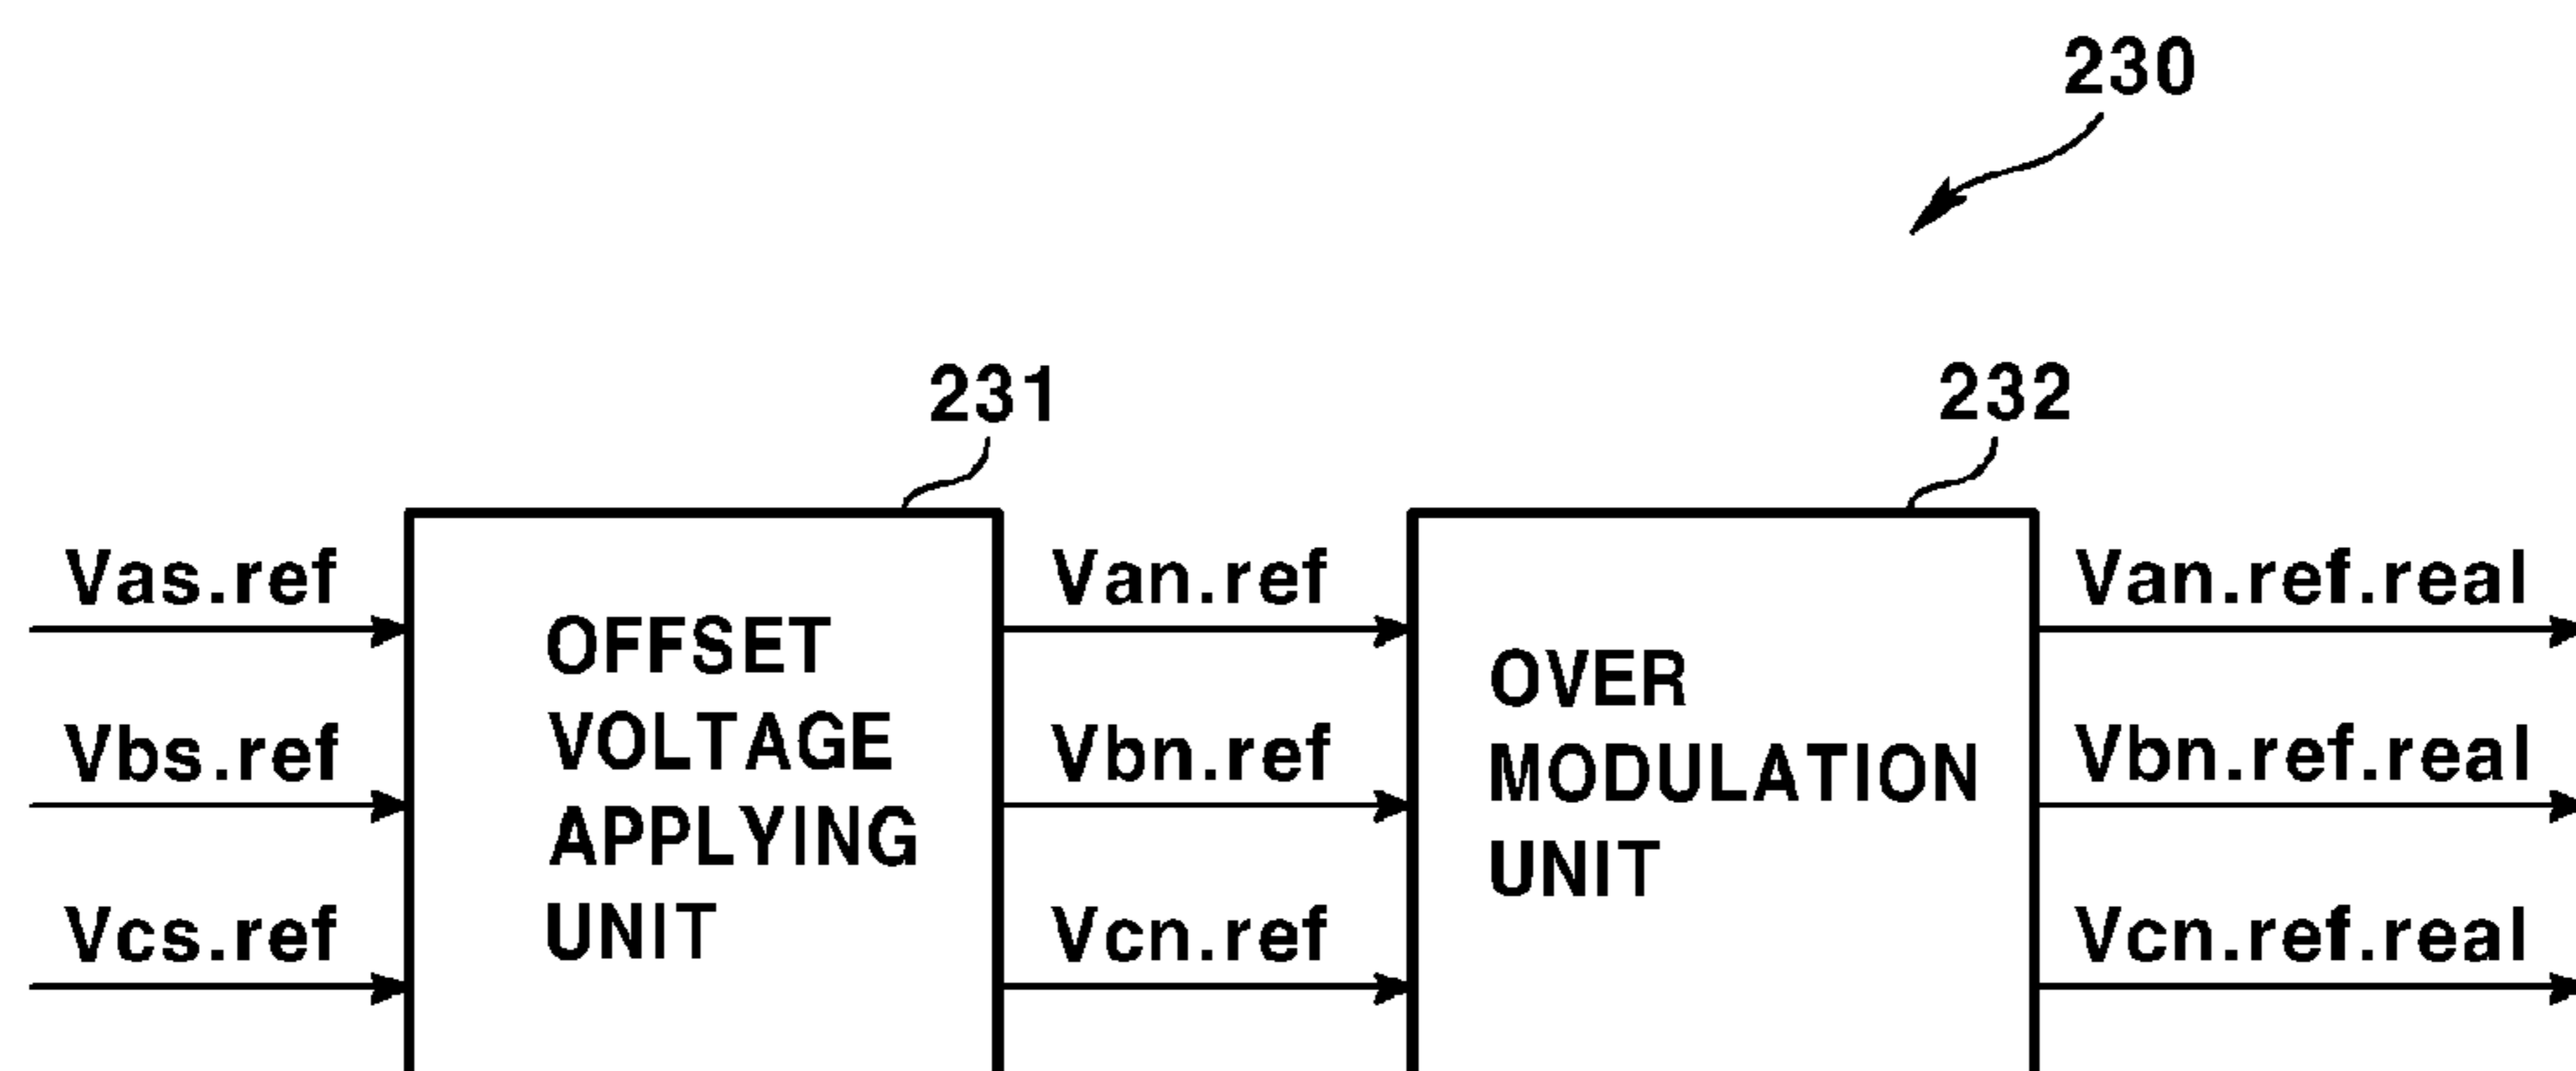 230
231
232
Vas.ref
Vbs.ref
Vcs.ref
OFFSET
VOLTAGE
APPLYING
UNIT
Van.ref
Vbn.ref
Vcn.ref
OVER
MODULATION
UNIT
Van.ref.real
Vbn.ref.real
Vcn.ref.real